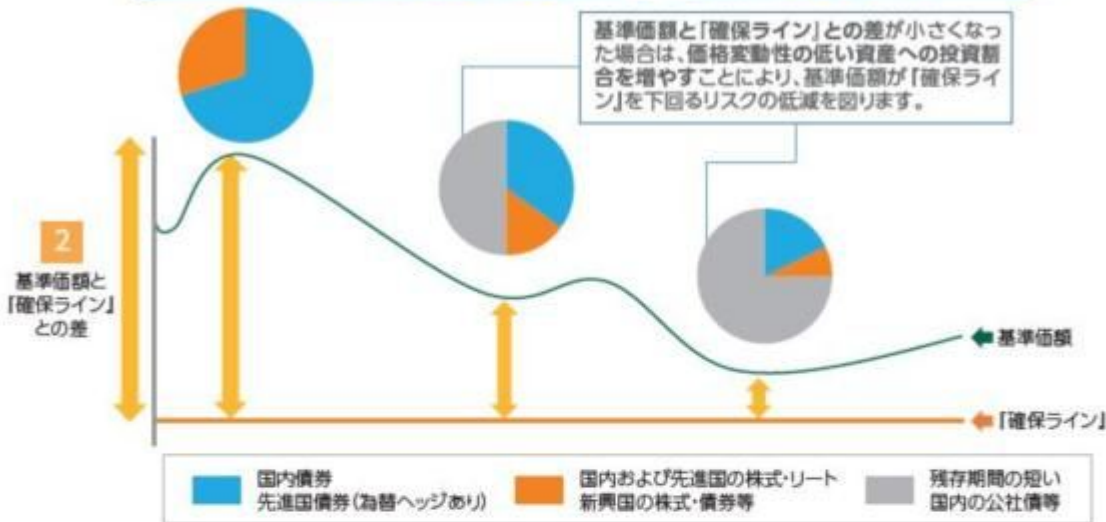 基準価額と『確保ライン』との差が小さくなっ
た場合は、価格変動性の低い資産への投資割
合を増やすことにより、基準価額が『確保ライ
ン』を下回るリスクの低減を図ります。
2
基準価額と
『確保ライン』
との差
基準価額
『確保ライン』
国内債券
先進国債券(為替ヘッジあり)
国内および先進国の株式・リート
新興国の株式・債券等
残存期間の短い
国内の公社債等